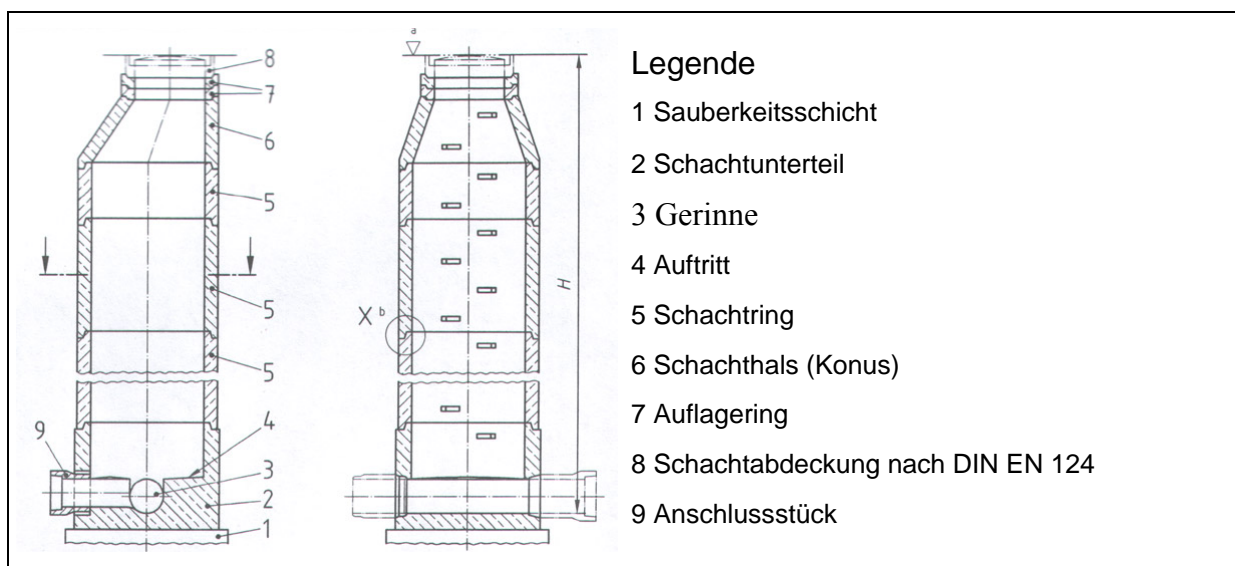 a
8
7
6
5
5
5
9
4
3
2
1
X b
H
Legende
1 Sauberkeitsschicht
2 Schachtunterteil
3 Gerinne
4 Auftritt
5 Schachtring
6 Schachthals (Konus)
7 Auflagering
8 Schachtabdeckung nach DIN EN 124
9 Anschlussstück